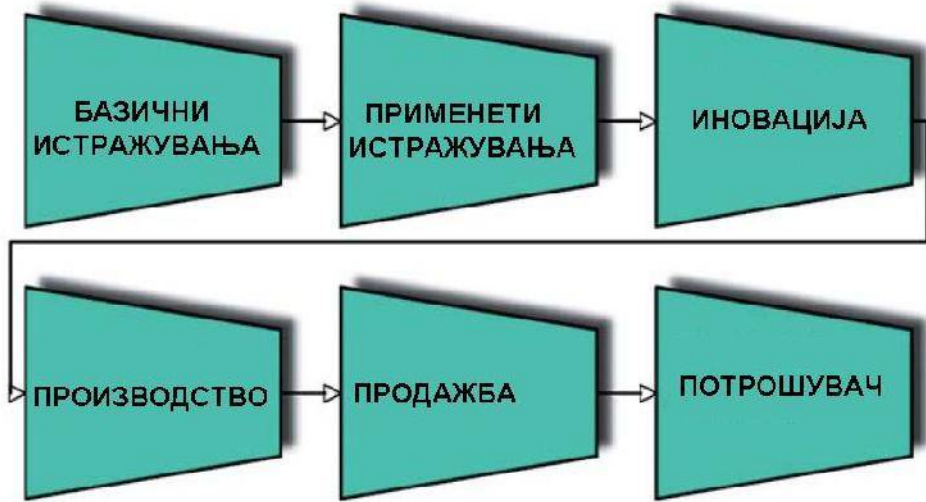 БАЗИЧНИ
ИСТРАЖУВАЊА
ПРИМЕНЕТИ
ИСТРАЖУВАЊА
ИНОВАЦИЈА
ПРОИЗВОДСТВО
ПРОДАЖБА
ПОТРОШУВАЧ